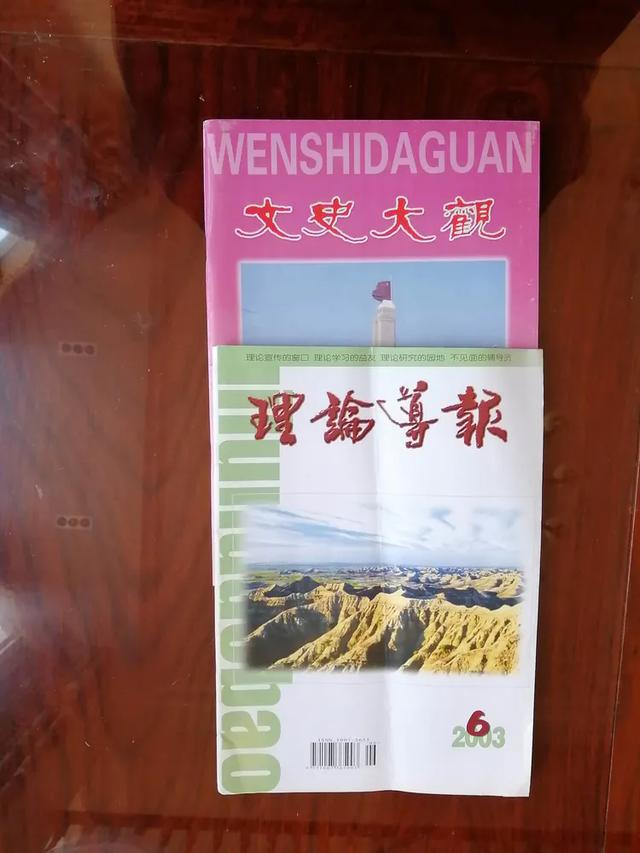 WENSHIDAGUAN
文史大觀
理论宣传的窗口 理论学习的益友 理论研究的园地 不见面的辅导员
理論導報
6
2003